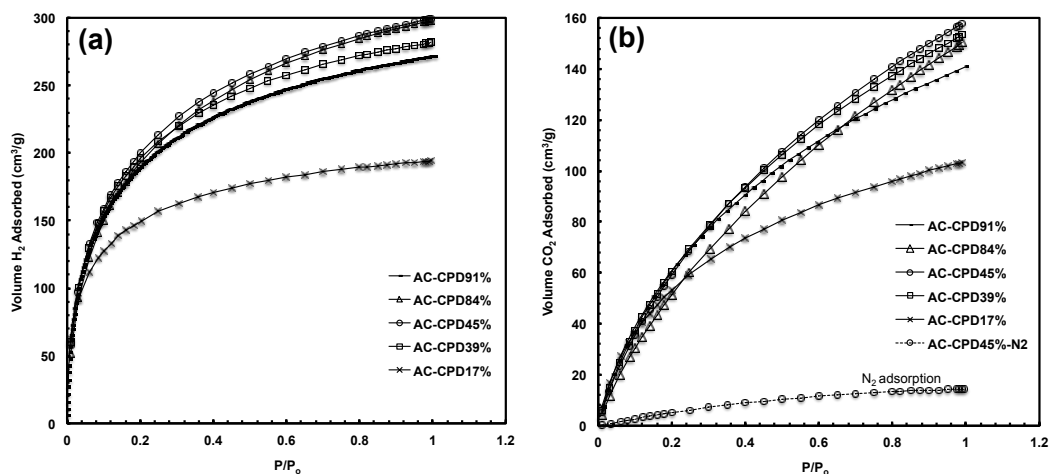 (a)
Volume H2 Adsorbed (cm3/g)
300
250
200
150
100
50
0
0
0.2
0.4
0.6
0.8
1
1.2
P/Po
AC-CPD91%
AC-CPD84%
AC-CPD45%
AC-CPD39%
AC-CPD17%
(b)
Volume CO2 Adsorbed (cm3/g)
160
140
120
100
80
60
40
20
0
0
0.2
0.4
0.6
0.8
1
1.2
P/Po
AC-CPD91%
AC-CPD84%
AC-CPD45%
AC-CPD39%
AC-CPD17%
AC-CPD45%-N2
N2 adsorption